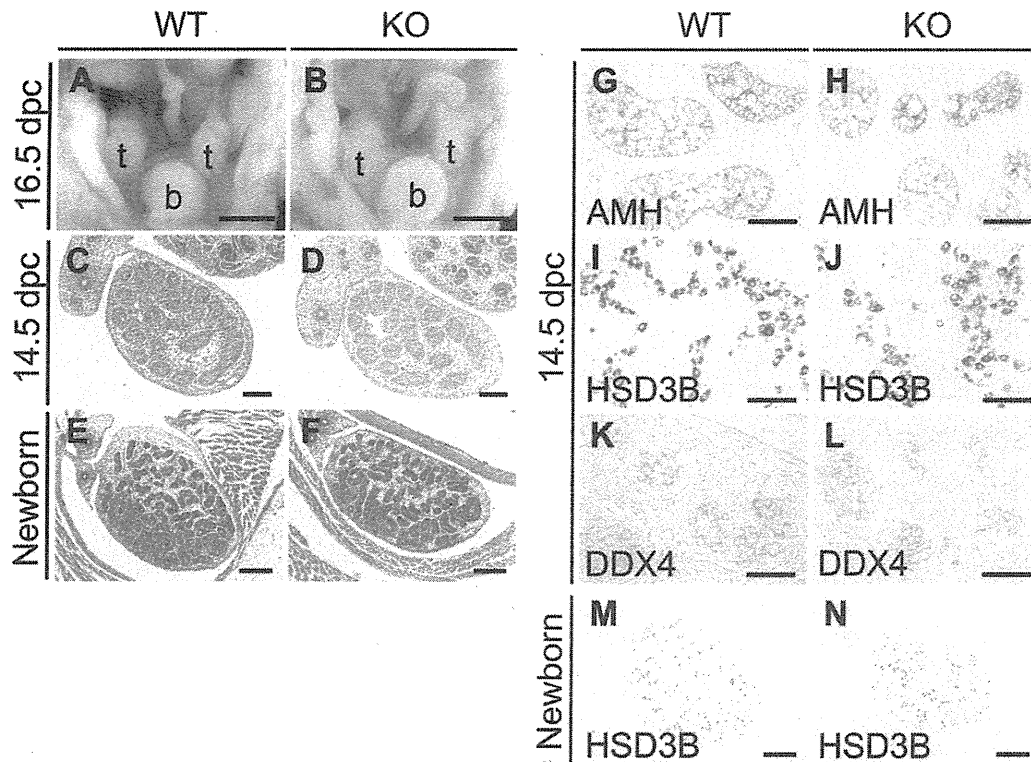 WT KO WT KO
16.5 dpc
A B
t t t t
b b
14.5 dpc
C D
Newborn
E F
14.5 dpc
G H
AMH AMH
I J
HSD3B HSD3B
K L
DDX4 DDX4
Newborn
M N
HSD3B HSD3B